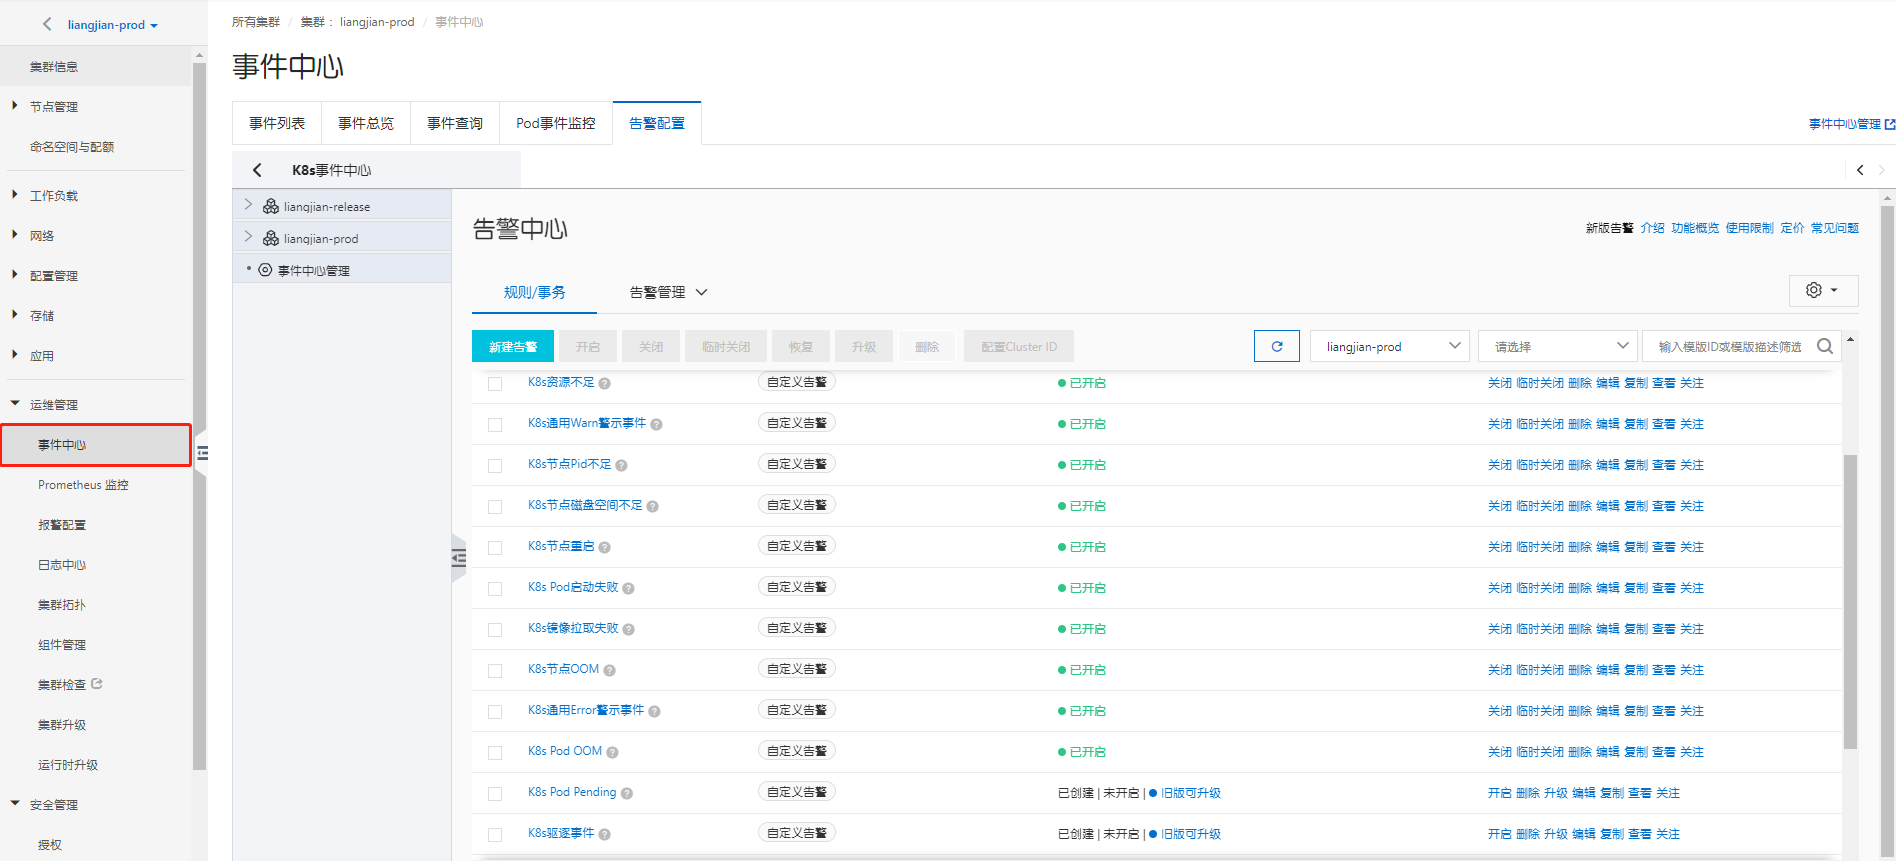 liangjian-prod
集群信息
节点管理
命名空间与配额
工作负载
网络
配置管理
存储
应用
运维管理
事件中心
Prometheus 监控
报警配置
日志中心
集群拓扑
组件管理
集群检查
集群升级
运行时升级
安全管理
授权
所有集群 / 集群： liangjian-prod / 事件中心
事件中心
事件列表 事件总览 事件查询 Pod事件监控 告警配置
事件中心管理
K8s事件中心
liangjian-release
liangjian-prod
事件中心管理
告警中心
新版告警 介绍 功能概览 使用限制 定价 常见问题
规则/事务 告警管理
新建告警 开启 关闭 临时关闭 恢复 升级 删除 配置Cluster ID liangjian-prod 请选择 输入模版ID或模版描述筛选
K8s资源不足 自定义告警 已开启 关闭 临时关闭 删除 编辑 复制 查看 关注
K8s通用Warn警示事件 自定义告警 已开启 关闭 临时关闭 删除 编辑 复制 查看 关注
K8s节点Pid不足 自定义告警 已开启 关闭 临时关闭 删除 编辑 复制 查看 关注
K8s节点磁盘空间不足 自定义告警 已开启 关闭 临时关闭 删除 编辑 复制 查看 关注
K8s节点重启 自定义告警 已开启 关闭 临时关闭 删除 编辑 复制 查看 关注
K8s Pod启动失败 自定义告警 已开启 关闭 临时关闭 删除 编辑 复制 查看 关注
K8s镜像拉取失败 自定义告警 已开启 关闭 临时关闭 删除 编辑 复制 查看 关注
K8s节点OOM 自定义告警 已开启 关闭 临时关闭 删除 编辑 复制 查看 关注
K8s通用Error警示事件 自定义告警 已开启 关闭 临时关闭 删除 编辑 复制 查看 关注
K8s Pod OOM 自定义告警 已开启 关闭 临时关闭 删除 编辑 复制 查看 关注
K8s Pod Pending 自定义告警 已创建 | 未开启 | 旧版可升级 开启 删除 升级 编辑 复制 查看 关注
K8s驱逐事件 自定义告警 已创建 | 未开启 | 旧版可升级 开启 删除 升级 编辑 复制 查看 关注